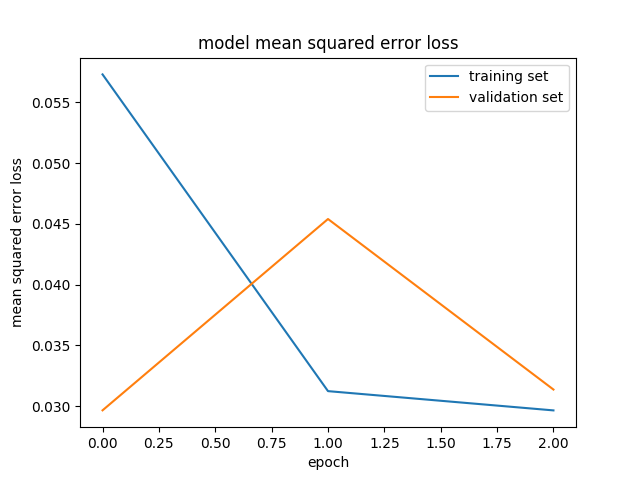 model mean squared error loss
training set
validation set
mean squared error loss
0.055
0.050
0.045
0.040
0.035
0.030
0.00 0.25 0.50 0.75 1.00 1.25 1.50 1.75 2.00
epoch